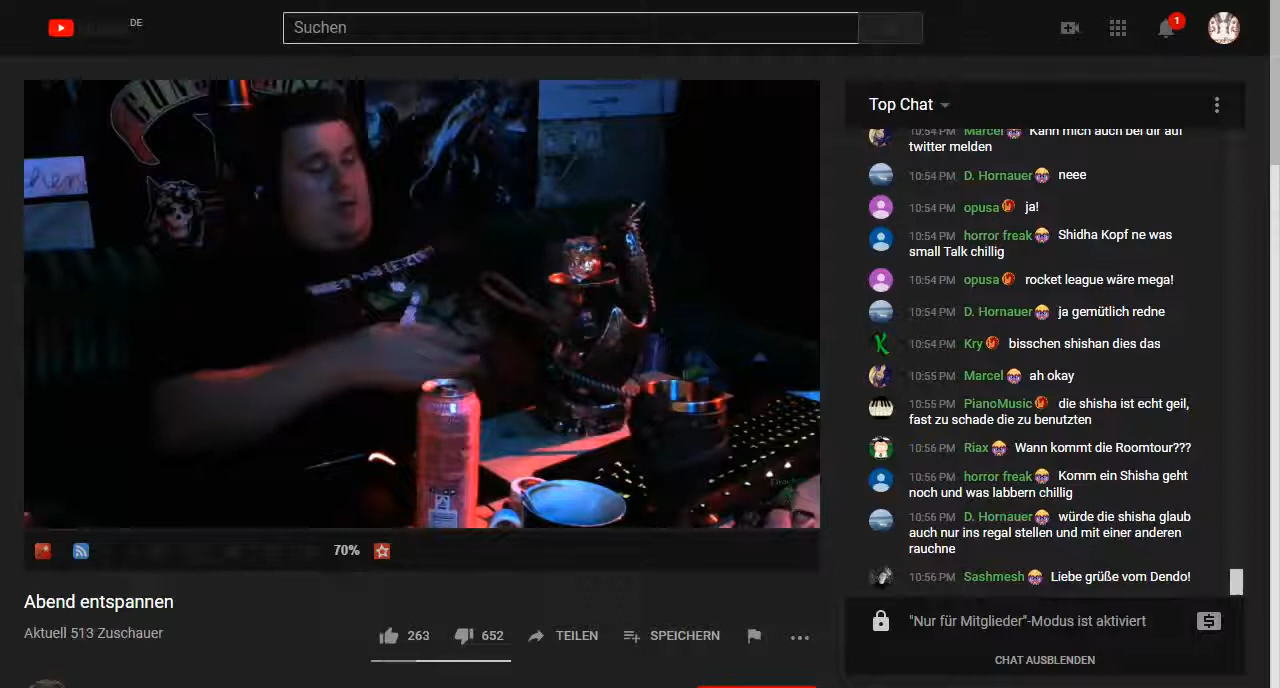 DE
Suchen
1
GUNS
chen
70%
Abend entspannen
Aktuell 513 Zuschauer
263
652
TEILEN
SPEICHERN
Top Chat
10:54 PM Marcel Kann mich auch bei dir auf
twitter melden
10:54 PM D. Hornauer neee
10:54 PM opusa ja!
10:54 PM horror freak Shidha Kopf ne was
small Talk chillig
10:54 PM opusa rocket league wäre mega!
10:54 PM D. Hornauer ja gemütlich redne
10:54 PM Kry bisschen shishan dies das
10:55 PM Marcel ah okay
10:55 PM PianoMusic die shisha ist echt geil,
fast zu schade die zu benutzten
10:56 PM Riax Wann kommt die Roomtour???
10:56 PM horror freak Komm ein Shisha geht
noch und was labbern chillig
10:56 PM D. Hornauer würde die shisha glaub
auch nur ins regal stellen und mit einer anderen
rauchne
10:56 PM Sashmesh Liebe grüße vom Dendo!
"Nur für Mitglieder"-Modus ist aktiviert
CHAT AUSBLENDEN